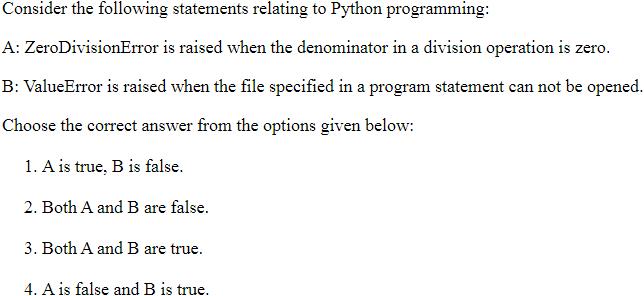 Consider the following statements relating to Python programming:
A: ZeroDivisionError is raised when the denominator in a division operation is zero.
B: ValueError is raised when the file specified in a program statement can not be opened.
Choose the correct answer from the options given below:
1. A is true, B is false.
2. Both A and B are false.
3. Both A and B are true.
4. A is false and B is true.